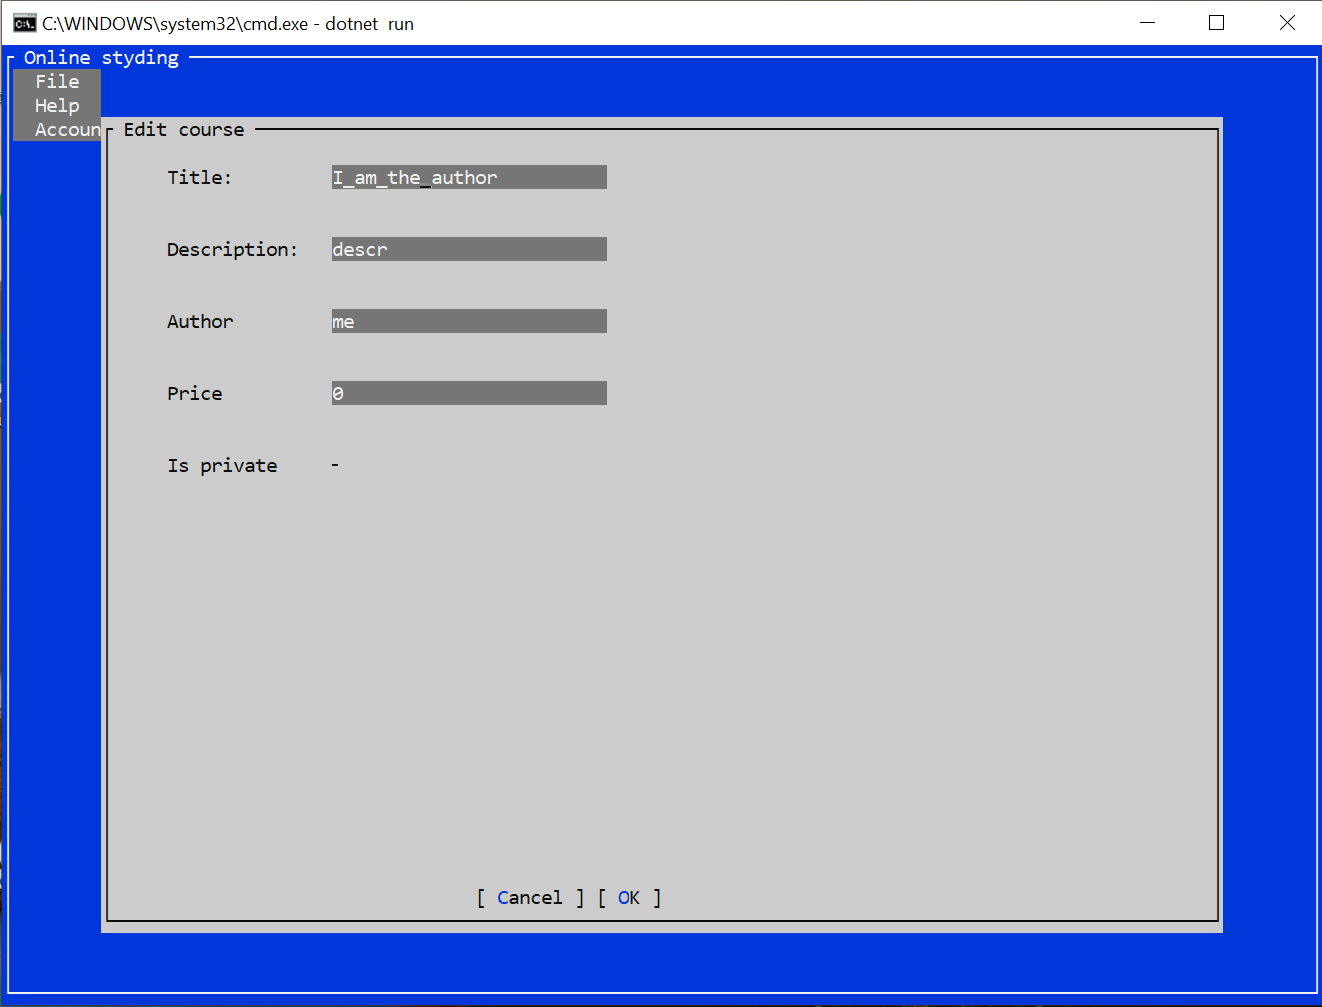 C:\WINDOWS\system32\cmd.exe - dotnet  run
Online styding
File
Help
Accoun
Edit course
Title: I_am_the_author
Description: descr
Author me
Price 0
Is private -
[ Cancel ] [ OK ]